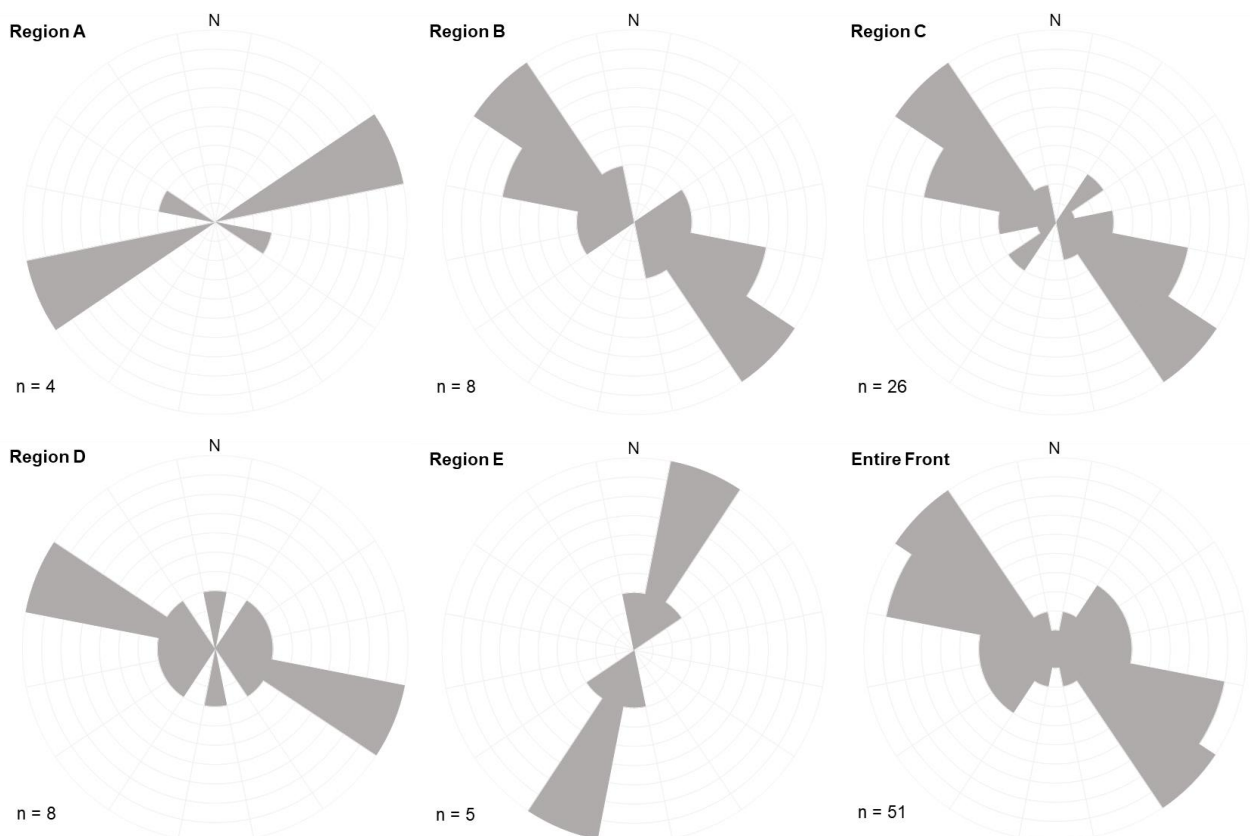 Region A
N
n = 4
Region B
N
n = 8
Region C
N
n = 26
Region D
N
n = 8
Region E
N
n = 5
Entire Front
N
n = 51